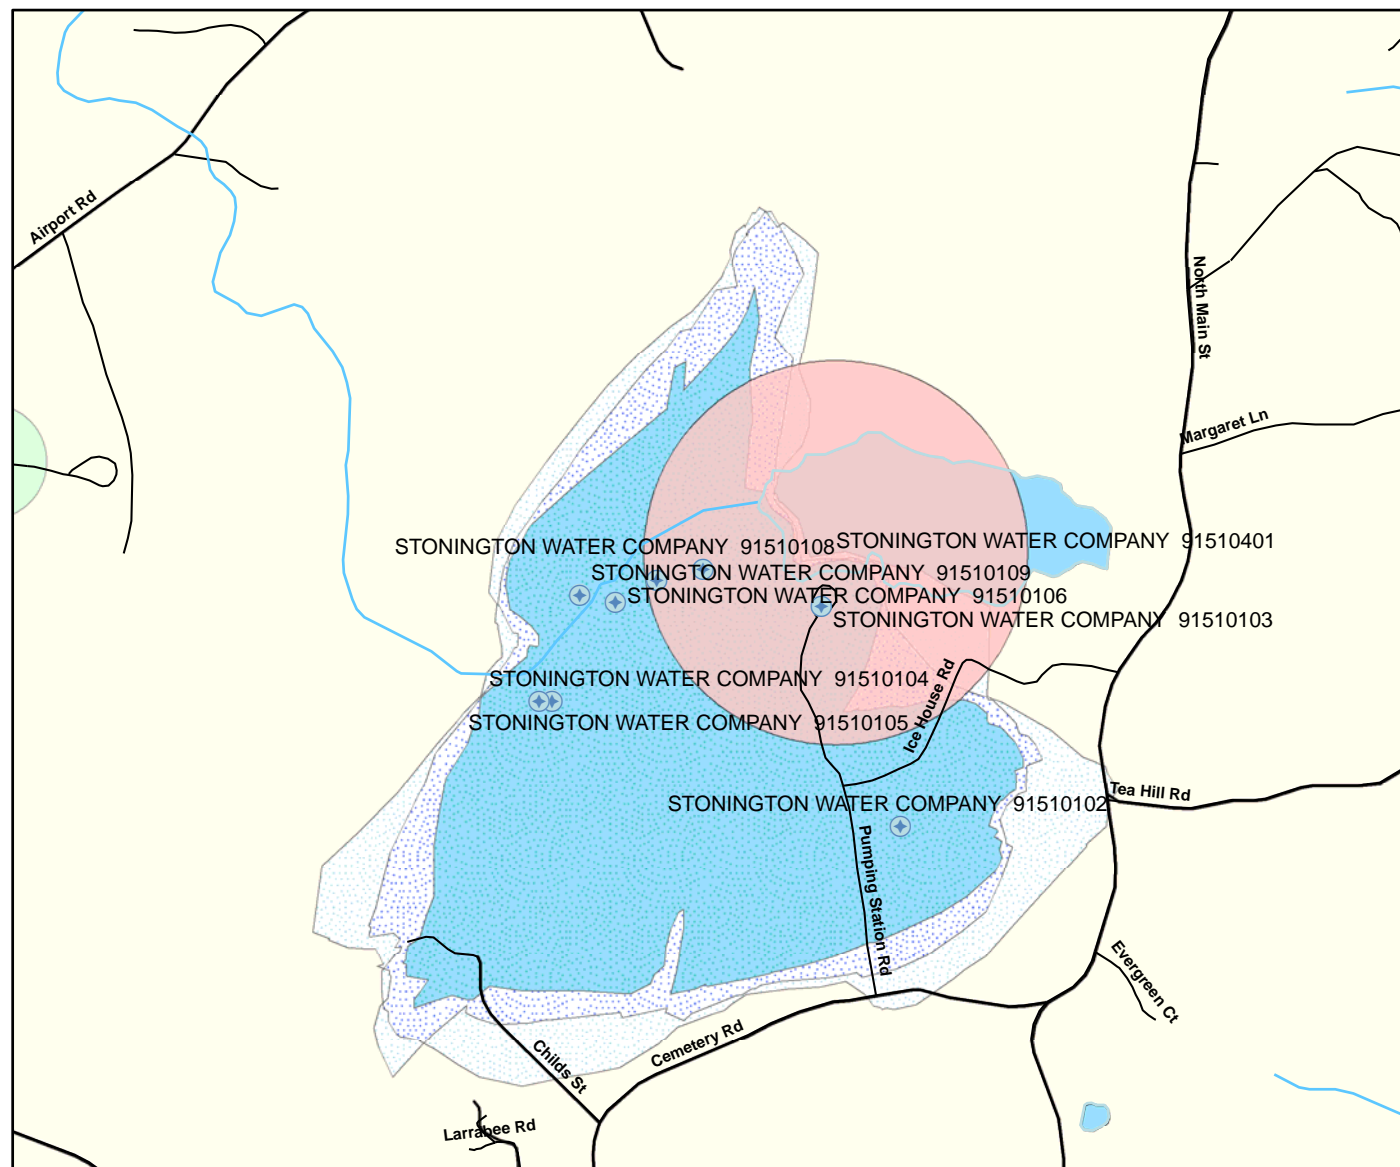 Airport Rd
North Main St
Margaret Ln
STONINGTON WATER COMPANY 91510108
STONINGTON WATER COMPANY 91510401
STONINGTON WATER COMPANY 91510109
STONINGTON WATER COMPANY 91510106
STONINGTON WATER COMPANY 91510103
STONINGTON WATER COMPANY 91510104
Ice House Rd
STONINGTON WATER COMPANY 91510105
Tea Hill Rd
STONINGTON WATER COMPANY 91510102
Pumping Station Rd
Evergreen Ct
Cemetery Rd
Childs St
Larrabee Rd